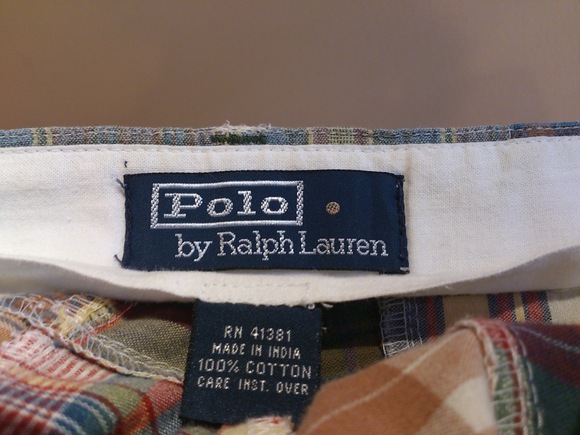 Polo
by Ralph Lauren
RN 41381
MADE IN INDIA
100% COTTON
CARE INST. OVER